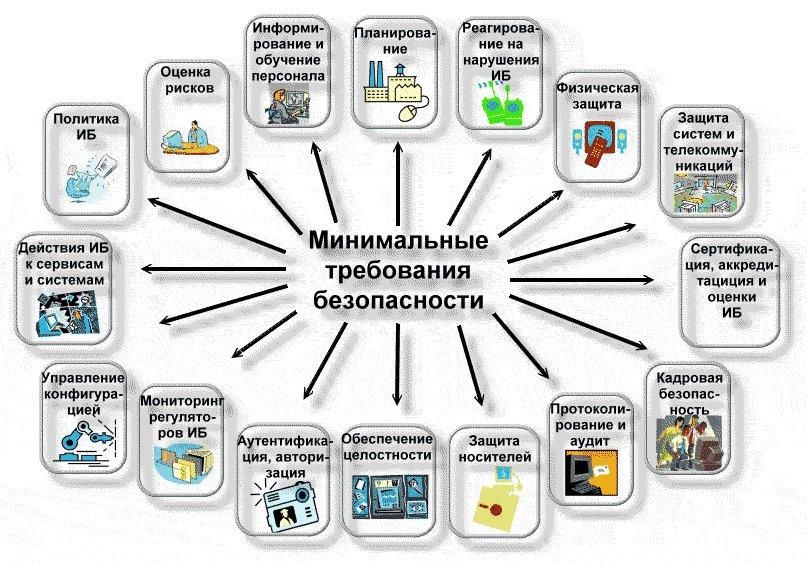 Информи-
рование и
обучение
персонала
Планирова-
ние
Реагирова-
ние на
нарушения
ИБ
Оценка
рисков
Физическая
защита
Политика
ИБ
Защита
систем и
телекомму-
никаций
Минимальные
требования
безопасности
Действия ИБ
к сервисам
и системам
Сертифика-
ция, аккреди-
тациция и
оценки
ИБ
Управление
конфигура-
цией
Мониторинг
регулято-
ров ИБ
Аутентифика-
ция, автори-
зация
Обеспечение
целостности
Защита
носителей
Протоколи-
рование и
аудит
Кадровая
безопас-
ность